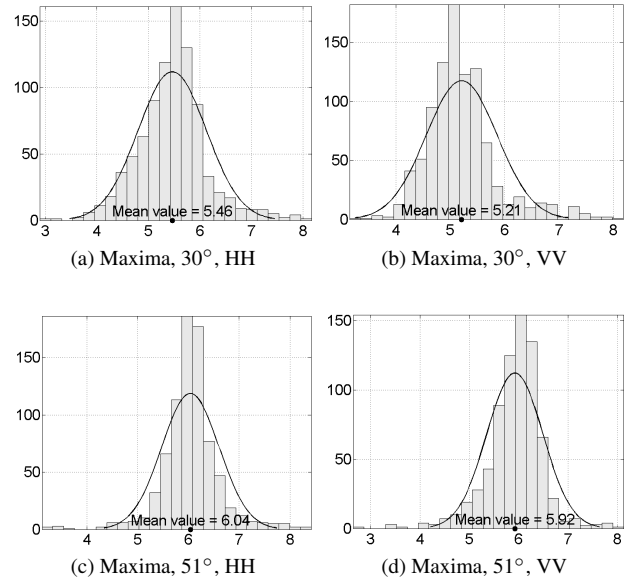 150
100
50
0
Mean value = 5.46
3 4 5 6 7 8
(a) Maxima, 30°, HH
150
100
50
0
Mean value = 5.21
4 5 6 7 8
(b) Maxima, 30°, VV
150
100
50
0
Mean value = 6.04
4 5 6 7 8
(c) Maxima, 51°, HH
150
100
50
0
Mean value = 5.92
3 4 5 6 7 8
(d) Maxima, 51°, VV